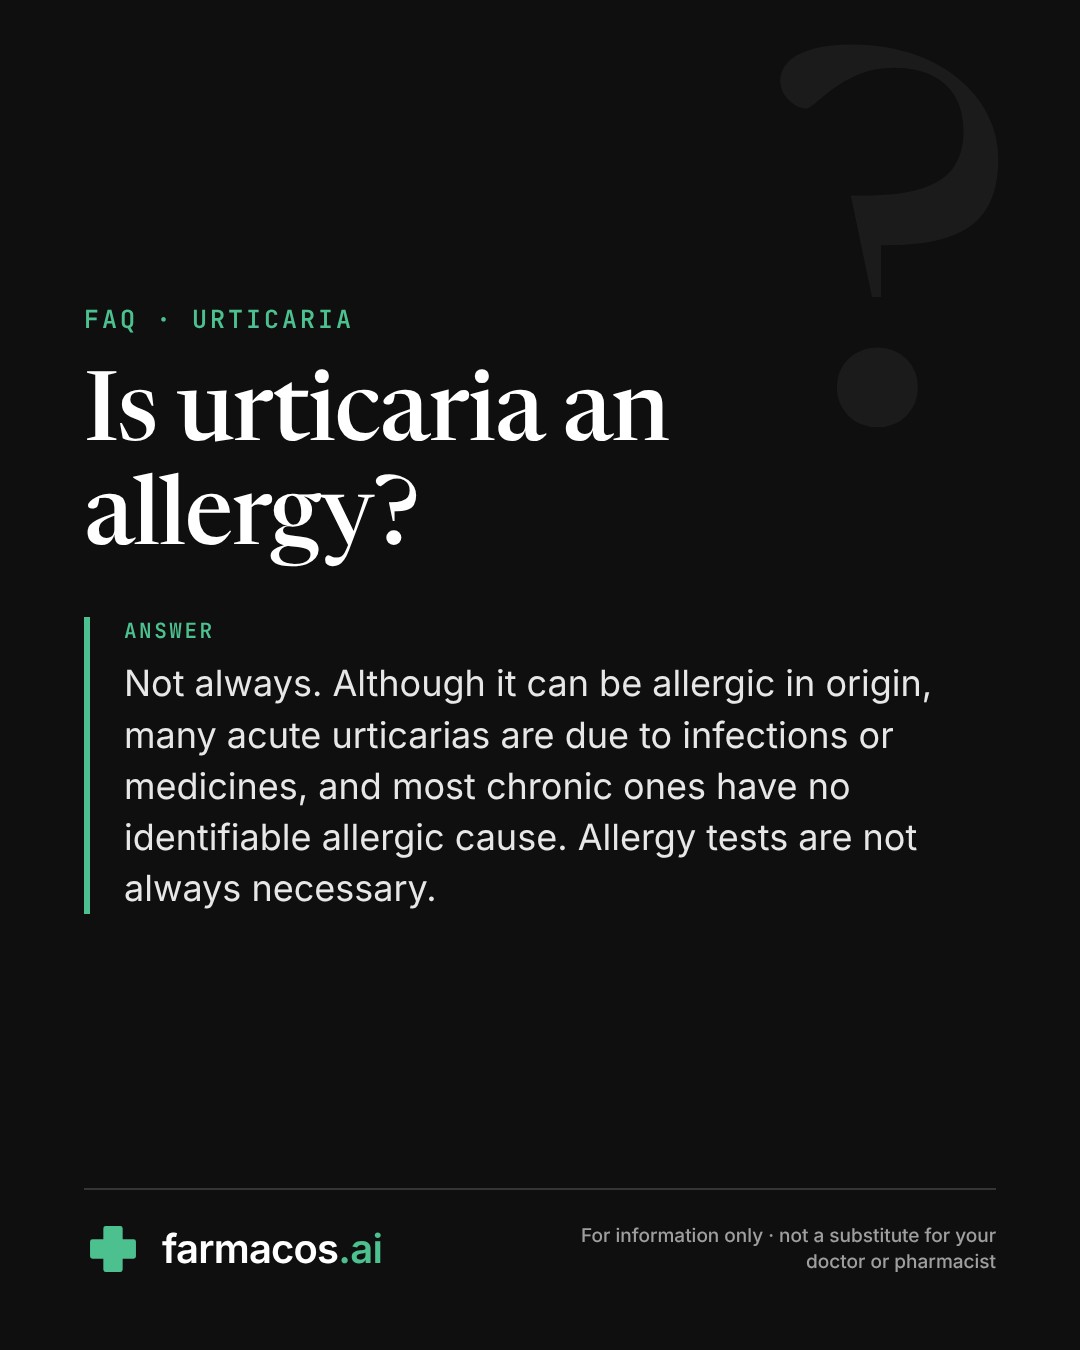 FAQ · URTICARIA
Is urticaria an
allergy?
ANSWER
Not always. Although it can be allergic in origin,
many acute urticarias are due to infections or
medicines, and most chronic ones have no
identifiable allergic cause. Allergy tests are not
always necessary.
farmacos.ai
For information only · not a substitute for your
doctor or pharmacist